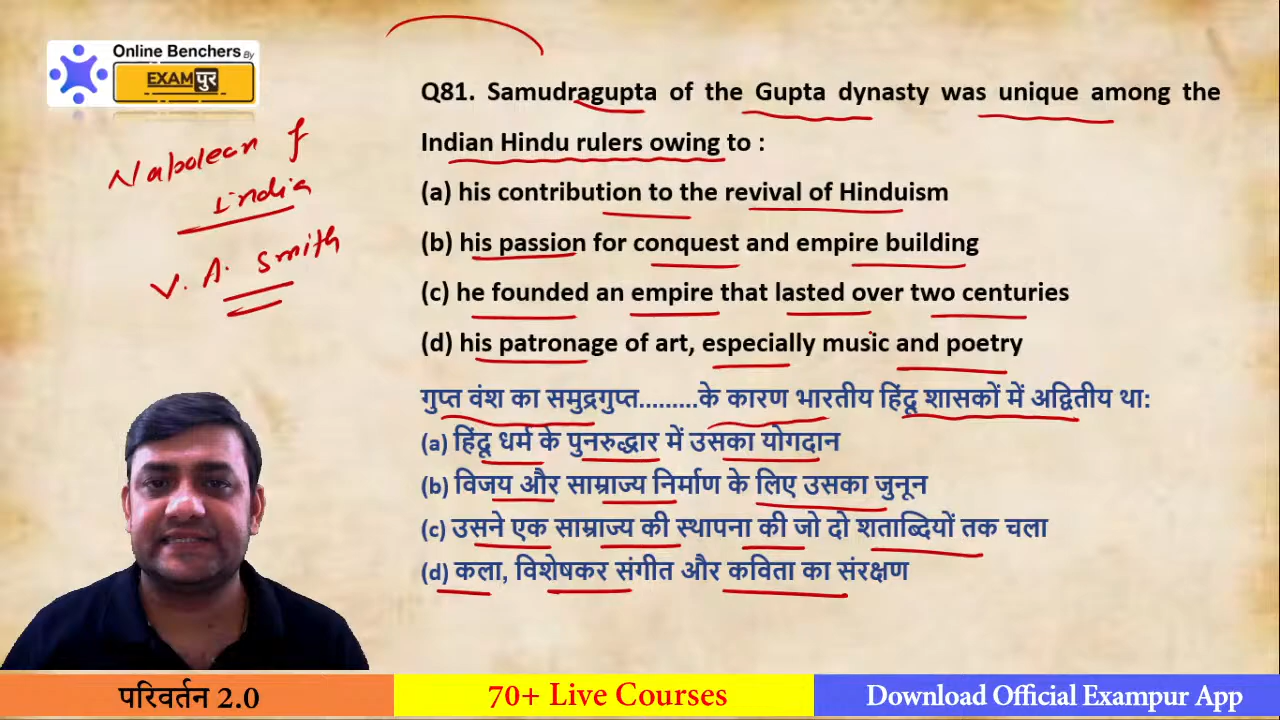 Online Benchers By
EXAMपुर
Napolean of
India
V. A. Smith
Q81. Samudragupta of the Gupta dynasty was unique among the
Indian Hindu rulers owing to :
(a) his contribution to the revival of Hinduism
(b) his passion for conquest and empire building
(c) he founded an empire that lasted over two centuries
(d) his patronage of art, especially music and poetry
गुप्त वंश का समुद्रगुप्त.........के कारण भारतीय हिंदू शासकों में अद्वितीय था:
(a) हिंदू धर्म के पुनरुद्धार में उसका योगदान
(b) विजय और साम्राज्य निर्माण के लिए उसका जुनून
(c) उसने एक साम्राज्य की स्थापना की जो दो शताब्दियों तक चला
(d) कला, विशेषकर संगीत और कविता का संरक्षण
परिवर्तन 2.0
70+ Live Courses
Download Official Exampur App